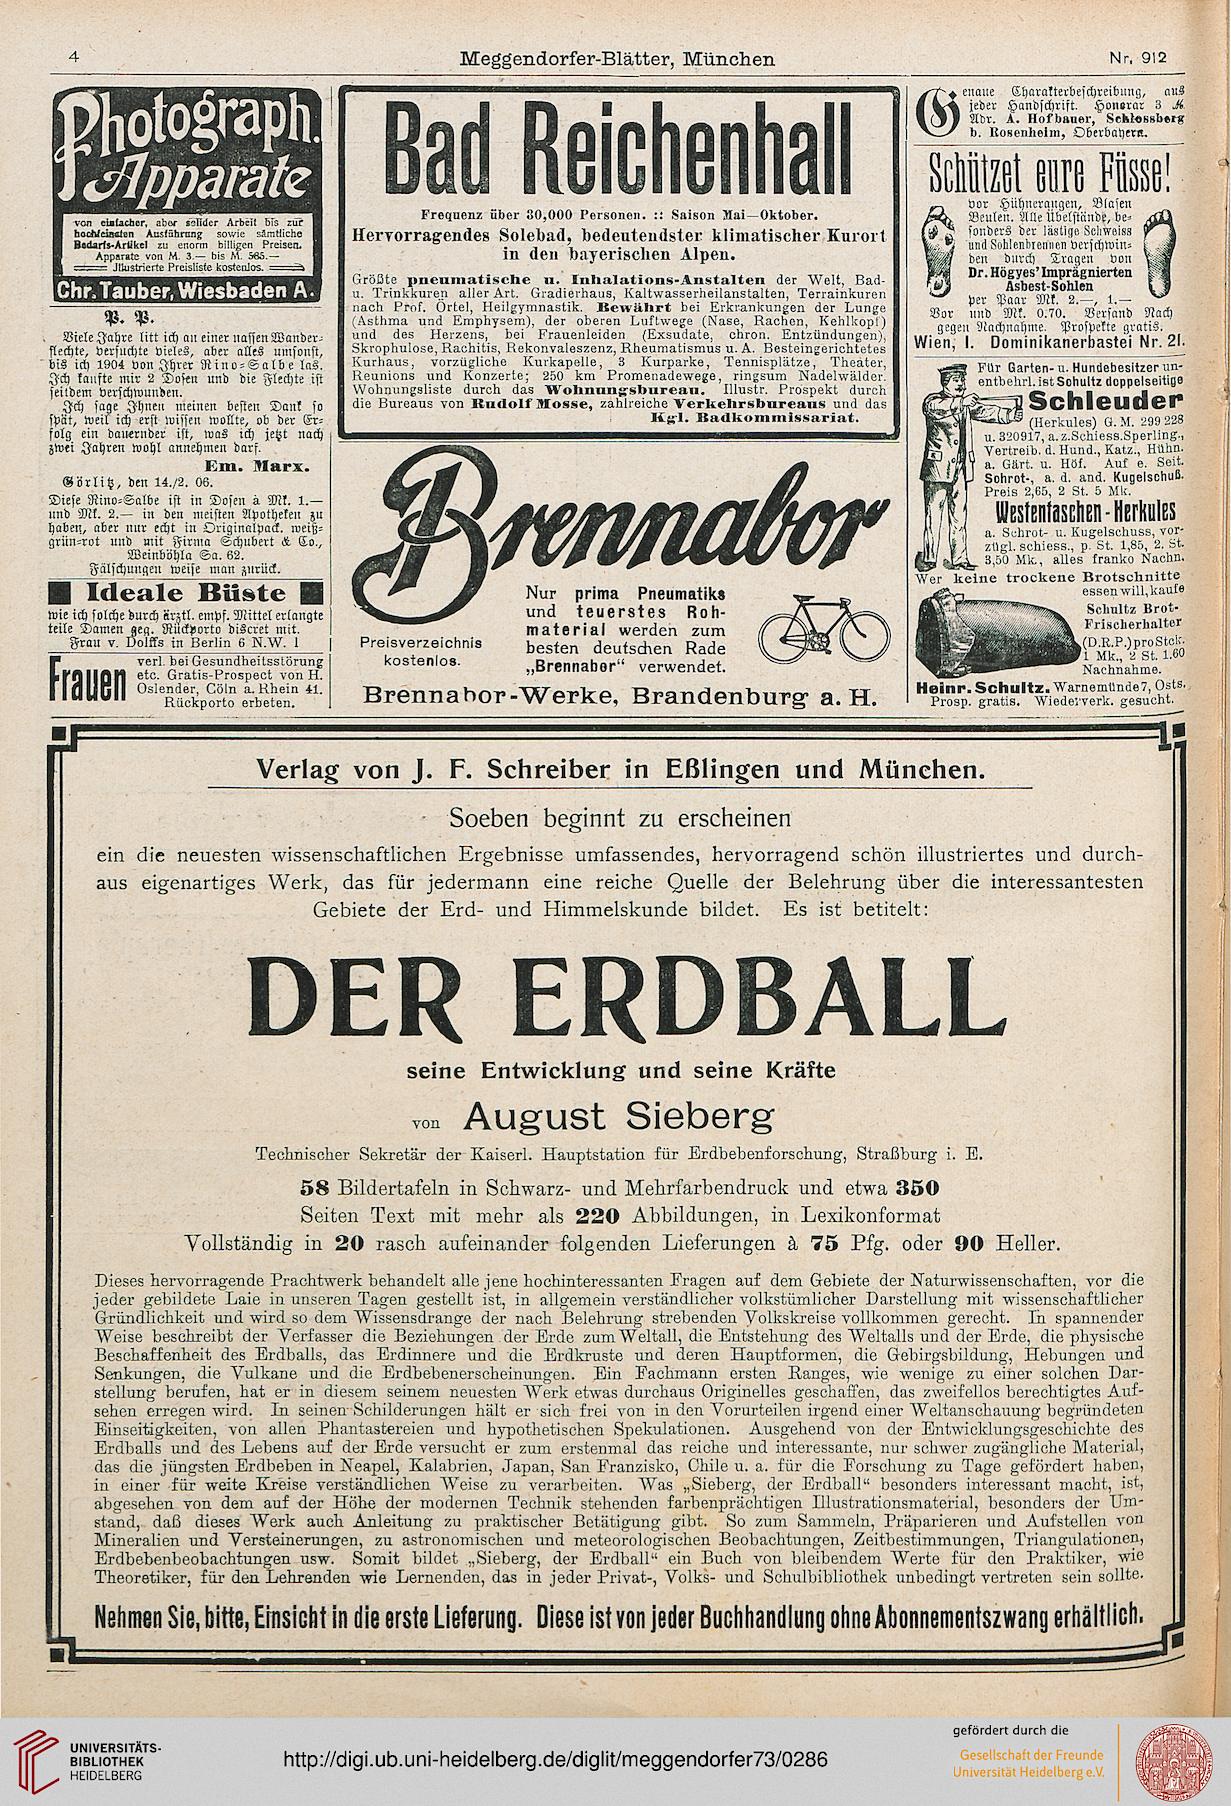 4
Meggendorfer-Blätter, München
Nr. 912
Photograph.
Apparate
von einfacher, aber solider Arbeit bis zur
hochfeinsten Ausführung sowie sämtliche
Bedarfs-Artikel zu enorm billigen Preisen.
Apparate von M. 3.— bis M. 565.—
Jllustrierte Preisliste kostenlos.
Chr. Tauber, Wiesbaden A.
P. P.
Viele Jahre litt ich an einer nassen Wander-
flechte, versuchte vieles, aber alles umsonst,
bis ich 1904 von Ihrer Rino-Salbe las.
Ich kaufte mir 2 Dosen und die Flechte ist
seitdem verschwunden.
Ich sage Ihnen meinen besten Dank so
spät, weil ich erst wissen wollte, ob der Er-
folg ein dauernder ist, was ich jetzt nach
zwei Jahren wohl annehmen darf.
Em. Marx.
Görlitz, den 14./2. 06.
Diese Rino-Salbe ist in Dosen à Mk. 1.—
und Mk. 2.— in den meisten Apotheken zu
haben, aber nur echt in Originalpack. weiß-
grün-rot und mit Firma Schubert & Co.,
Weinböhla Sa. 62.
Fälschungen weise man zurück.
Ideale Büste
wie ich solche durch ärztl. empf. Mittel erlangte
teile Damen geg. Rückporto discret mit.
Frau v. Dolffs in Berlin 6 N.W. 1
Frauen
verl. bei Gesundheitsstörung
etc. Gratis-Prospect von H.
Oslender, Cöln a. Rhein 41.
Rückporto erbeten.
Bad Reichenhall
Frequenz über 30,000 Personen. :: Saison Mai—Oktober.
Hervorragendes Solebad, bedeutendster klimatischer Kurort
in den bayerischen Alpen.
Größte pneumatische u. Inhalations-Anstalten der Welt, Bad-
u. Trinkkuren aller Art. Gradierhaus, Kaltwasserheilanstalten, Terrainkuren
nach Prof. Örtel, Heilgymnastik. Bewährt bei Erkrankungen der Lunge
(Asthma und Emphysem), der oberen Luftwege (Nase, Rachen, Kehlkopf)
und des Herzens, bei Frauenleiden (Exsudate, chron. Entzündungen),
Skrophulose, Rachitis, Rekonvaleszenz, Rheumatismus u. A. Besteingerichtetes
Kurhaus, vorzügliche Kurkapelle, 3 Kurparke, Tennisplätze, Theater,
Reunions und Konzerte; 250 km Promenadewege, ringsum Nadelwälder.
Wohnungsliste durch das Wohnungsbureau. Illustr. Prospekt durch
die Bureaus von Rudolf Mosse, zahlreiche Verkehrsbureaus und das
Kgl. Badkommissariat.
Brennabor
Preisverzeichnis
kostenlos.
Nur prima Pneumatiks
und teuerstes Roh-
material werden zum
besten deutschen Rade
„Brennabor“ verwendet.
Brennabor-Werke, Brandenburg a. H.
Genaue Charakterbeschreibung, aus
jeder Handschrift. Honorar 3 M.
Adr. A. Hofbauer, Schlossberg
b. Rosenheim, Oberbayern.
Schützet eure Füsse!
vor Hühneraugen, Blasen
Beulen. Alle Übelstände, be-
sonders der lästige Schweiss
und Sohlenbrennen verschwin-
den durch Tragen von
Dr. Högyes' Imprägnierten
Asbest-Sohlen
per Paar Mk. 2.—, 1.—
und Mk. 0.70. Versand Nach
Vor gegen Nachnahme. Prospekte gratis.
Wien, I. Dominikanerbastei Nr. 21.
Für Garten- u. Hundebesitzer un-
entbehrl. ist Schultz doppelseitige
Schleuder
(Herkules) G. M. 299 228
u. 320917, a. z. Schiess. Sperling.,
Vertreib. d. Hund., Katz., Hühn.
a. Gärt. u. Höf. Auf e. Seit.
Schrot-, a. d. and. Kugelschuß.
Preis 2,65, 2 St. 5 Mk.
Westentaschen-Herkules
a. Schrot- u. Kugelschuss, vor-
zügl. schiess., p. St. 1,85, 2. St.
3,50 Mk., alles franko Nachn.
Wer keine trockene Brotschnitte
essen will, kaufe
Schultz Brot-
Frischerhalter
(D.R.P.) pro Stck.
1 Mk., 2 St. 1.60
Nachnahme.
Heinr. Schultz. Warnemünde 7, Osts.
Prosp. gratis. Wiederverk. gesucht.
Verlag von J. F. Schreiber in Eßlingen und München.
Soeben beginnt zu erscheinen
ein die neuesten wissenschaftlichen Ergebnisse umfassendes, hervorragend schön illustriertes und durch-
aus eigenartiges Werk, das für jedermann eine reiche Quelle der Belehrung über die interessantesten
Gebiete der Erd- und Himmelskunde bildet. Es ist betitelt:
DER ERDBALL
seine Entwicklung und seine Kräfte
von August Sieberg
Technischer Sekretär der Kaiserl. Hauptstation für Erdbebenforschung, Straßburg i. E.
58 Bildertafeln in Schwarz- und Mehrfarbendruck und etwa 350
Seiten Text mit mehr als 220 Abbildungen, in Lexikonformat
Vollständig in 20 rasch aufeinander folgenden Lieferungen à 75 Pfg. oder 90 Heller.
Dieses hervorragende Prachtwerk behandelt alle jene hochinteressanten Fragen auf dem Gebiete der Naturwissenschaften, vor die
jeder gebildete Laie in unseren Tagen gestellt ist, in allgemein verständlicher volkstümlicher Darstellung mit wissenschaftlicher
Gründlichkeit und wird so dem Wissensdrange der nach Belehrung strebenden Volkskreise vollkommen gerecht. In spannender
Weise beschreibt der Verfasser die Beziehungen der Erde zum Weltall, die Entstehung des Weltalls und der Erde, die physische
Beschaffenheit des Erdballs, das Erdinnere und die Erdkruste und deren Hauptformen, die Gebirgsbildung, Hebungen und
Senkungen, die Vulkane und die Erdbebenerscheinungen. Ein Fachmann ersten Ranges, wie wenige zu einer solchen Dar-
stellung berufen, hat er in diesem seinem neuesten Werk etwas durchaus Originelles geschaffen, das zweifellos berechtigtes Auf-
sehen erregen wird. In seinen Schilderungen hält er sich frei von in den Vorurteilen irgend einer Weltanschauung begründeten
Einseitigkeiten, von allen Phantastereien und hypothetischen Spekulationen. Ausgehend von der Entwicklungsgeschichte des
Erdballs und des Lebens auf der Erde versucht er zum erstenmal das reiche und interessante, nur schwer zugängliche Material,
das die jüngsten Erdbeben in Neapel, Kalabrien, Japan, San Franzisko, Chile u. a. für die Forschung zu Tage gefördert haben,
in einer für weite Kreise verständlichen Weise zu verarbeiten. Was „Sieberg, der Erdball“ besonders interessant macht, ist,
abgesehen von dem auf der Höhe der modernen Technik stehenden farbenprächtigen Illustrationsmaterial, besonders der Um-
stand, daß dieses Werk auch Anleitung zu praktischer Betätigung gibt. So zum Sammeln, Präparieren und Aufstellen von
Mineralien und Versteinerungen, zu astronomischen und meteorologischen Beobachtungen, Zeitbestimmungen, Triangulationen,
Erdbebenbeobachtungen usw. Somit bildet „Sieberg, der Erdball“ ein Buch von bleibendem Werte für den Praktiker, wie
Theoretiker, für den Lehrenden wie Lernenden, das in jeder Privat-, Volks- und Schulbibliothek unbedingt vertreten sein sollte.
Nehmen Sie, bitte, Einsicht in die erste Lieferung. Diese ist von jeder Buchhandlung ohne Abonnementszwang erhältlich.
UNIVERSITÄTS-
BIBLIOTHEK
HEIDELBERG
http://digi.ub.uni-heidelberg.de/diglit/meggendorfer73/0286
gefördert durch die
Gesellschaft der Freunde
Universität Heidelberg e.V.